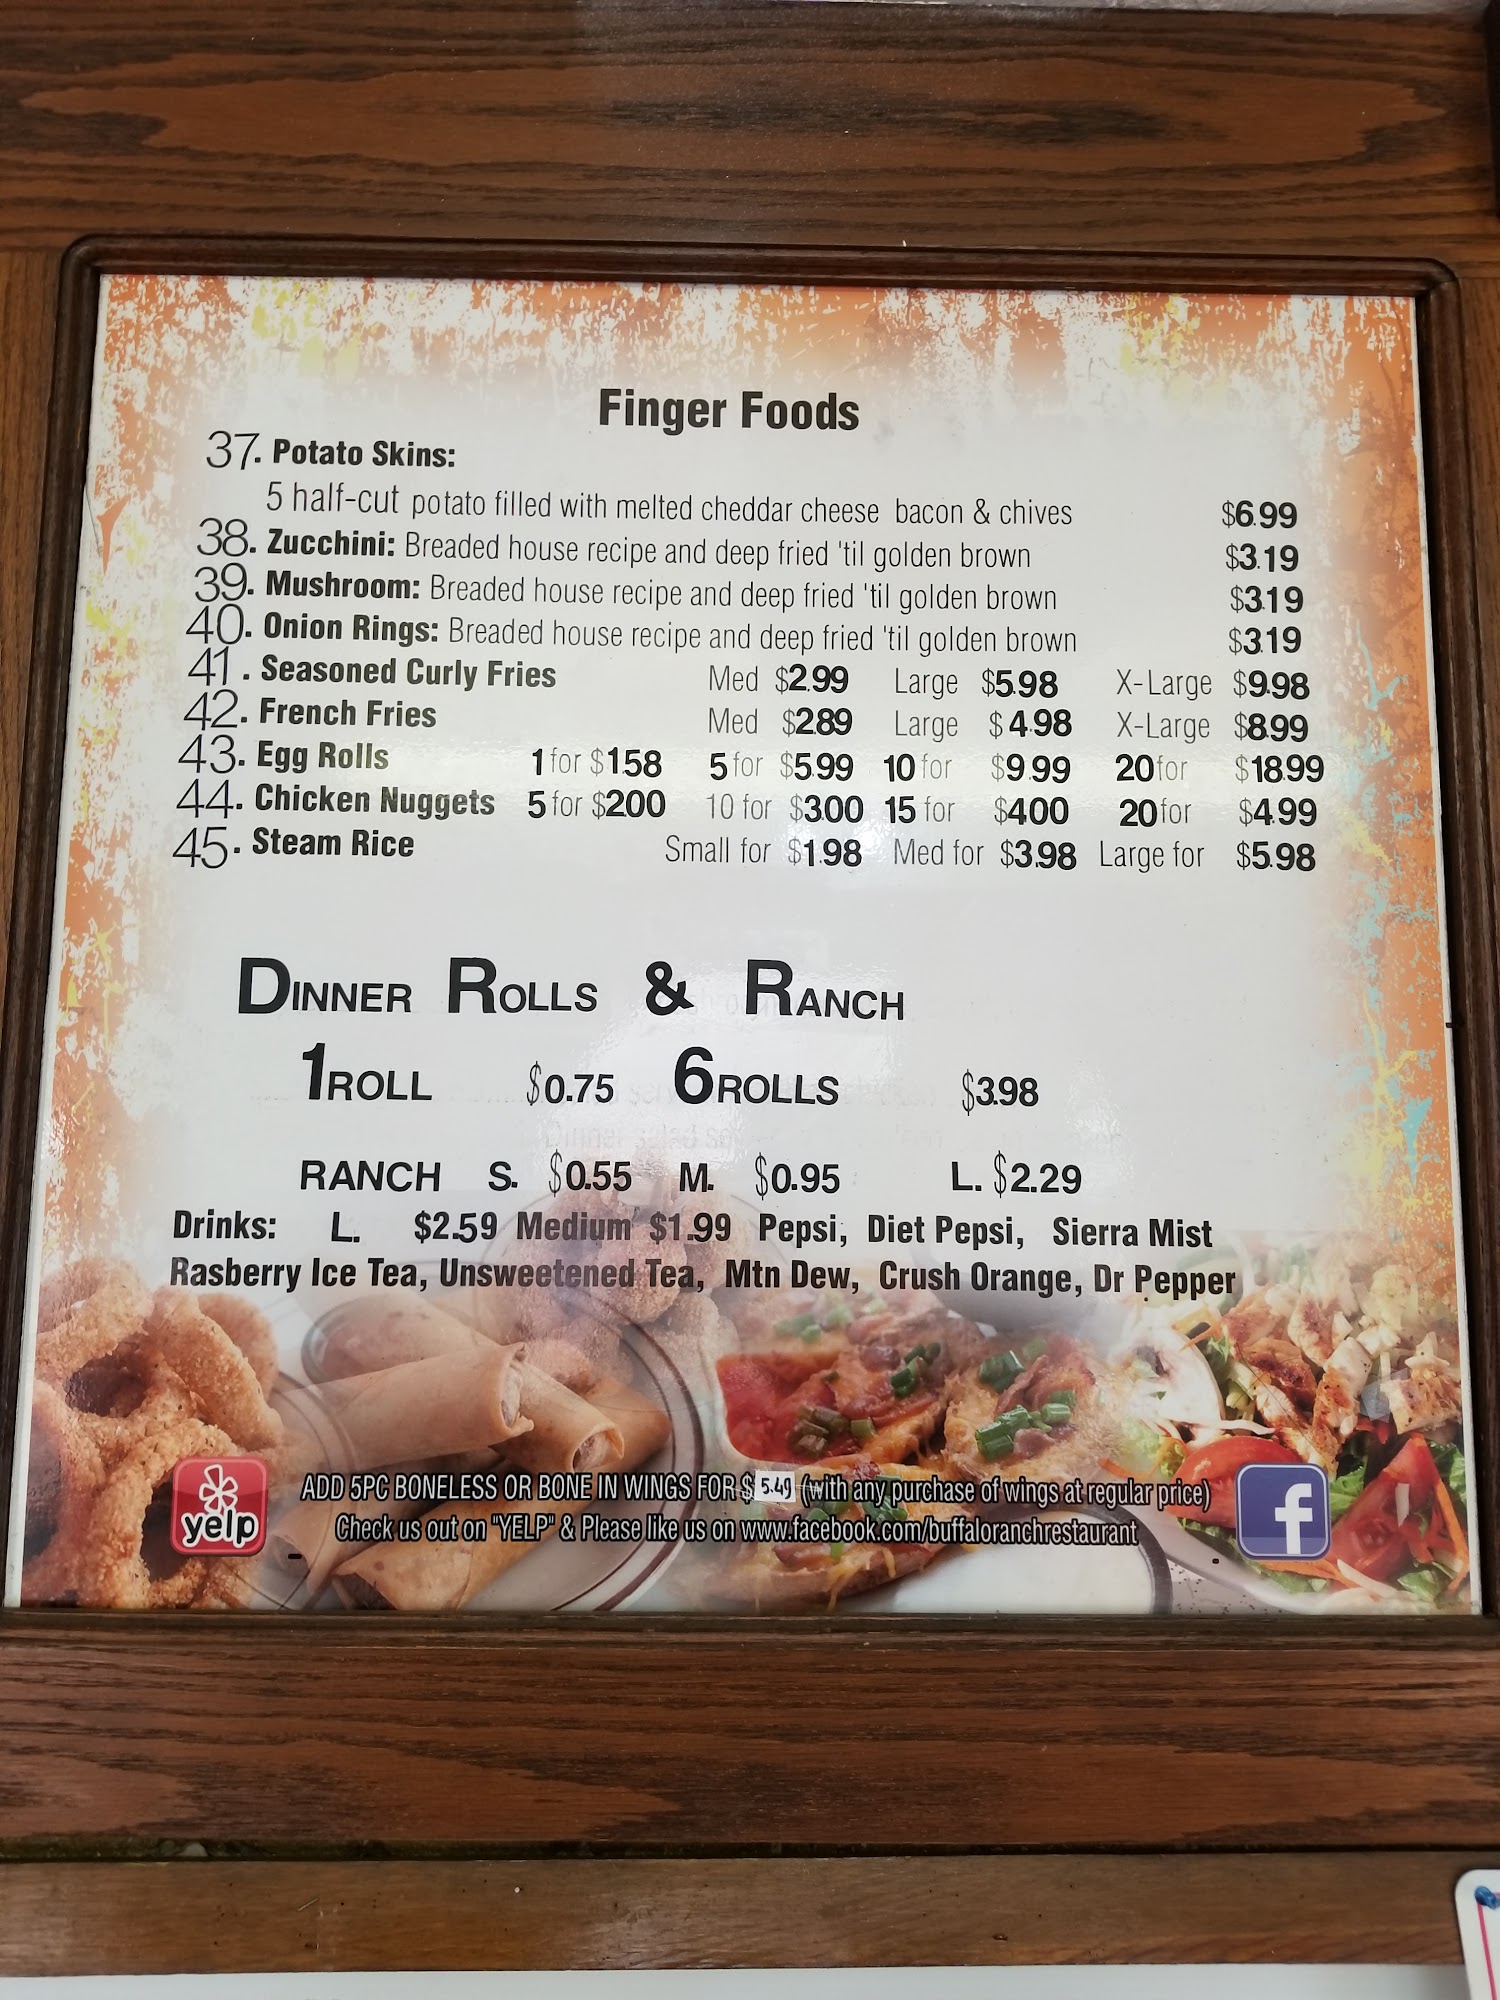 Finger Foods
37. Potato Skins:
5 half-cut potato filled with melted cheddar cheese bacon & chives $6.99
38. Zucchini: Breaded house recipe and deep fried 'til golden brown $3.19
39. Mushroom: Breaded house recipe and deep fried 'til golden brown $3.19
40. Onion Rings: Breaded house recipe and deep fried 'til golden brown $3.19
41. Seasoned Curly Fries Med $2.99 Large $5.98 X-Large $9.98
42. French Fries Med $2.89 Large $4.98 X-Large $8.99
43. Egg Rolls 1 for $1.58 5 for $5.99 10 for $9.99 20 for $18.99
44. Chicken Nuggets 5 for $2.00 10 for $3.00 15 for $4.00 20 for $4.99
45. Steam Rice Small for $1.98 Med for $3.98 Large for $5.98
DINNER ROLLS & RANCH
1 ROLL $0.75 6 ROLLS $3.98
RANCH S. $0.55 M. $0.95 L. $2.29
Drinks: L. $2.59 Medium $1.99 Pepsi, Diet Pepsi, Sierra Mist
Rasberry Ice Tea, Unsweetened Tea, Mtn Dew, Crush Orange, Dr Pepper
ADD 5PC BONELESS OR BONE IN WINGS FOR $ 5.49 (with any purchase of wings at regular price)
yelp Check us out on "YELP" & Please like us on www.facebook.com/buffaloranchrestaurant f